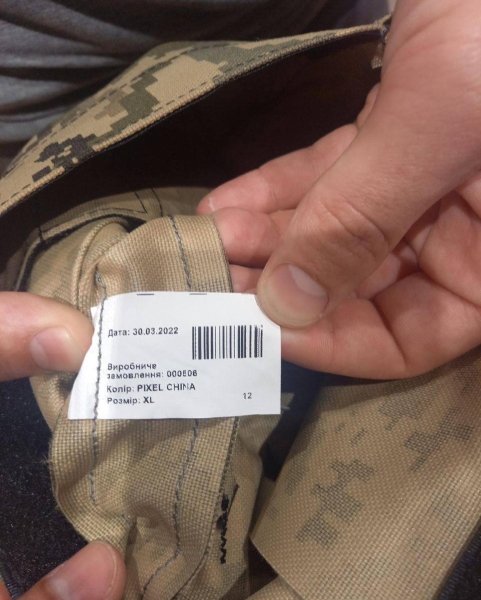 Дата: 30.03.2022
Виробниче
замовлення: 000506
Колір: PIXEL CHINA
Розмір: XL
12